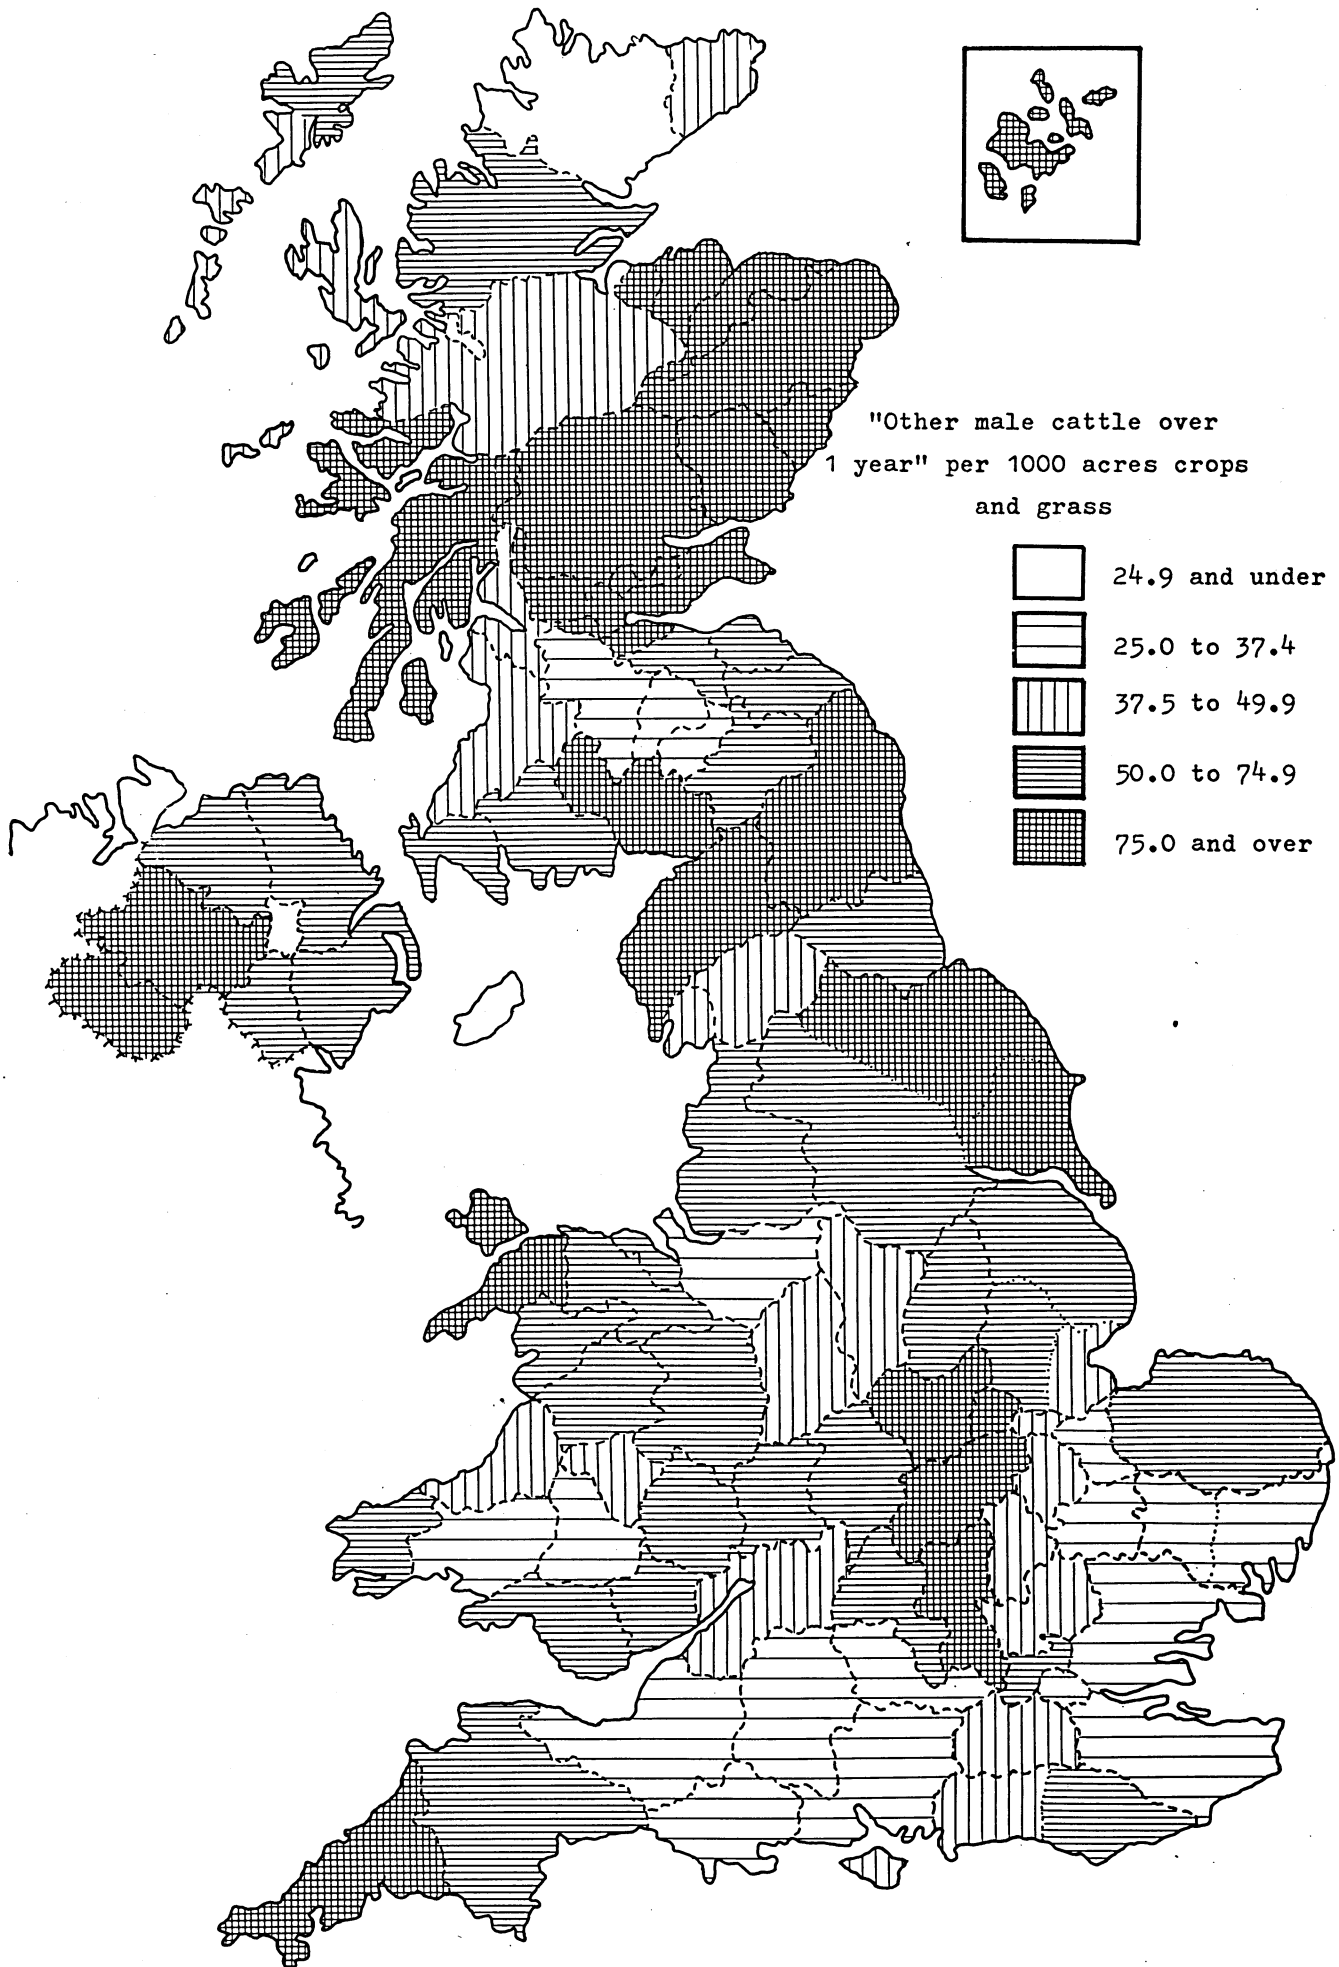 "Other male cattle over
1 year" per 1000 acres crops
and grass
24.9 and under
25.0 to 37.4
37.5 to 49.9
50.0 to 74.9
75.0 and over